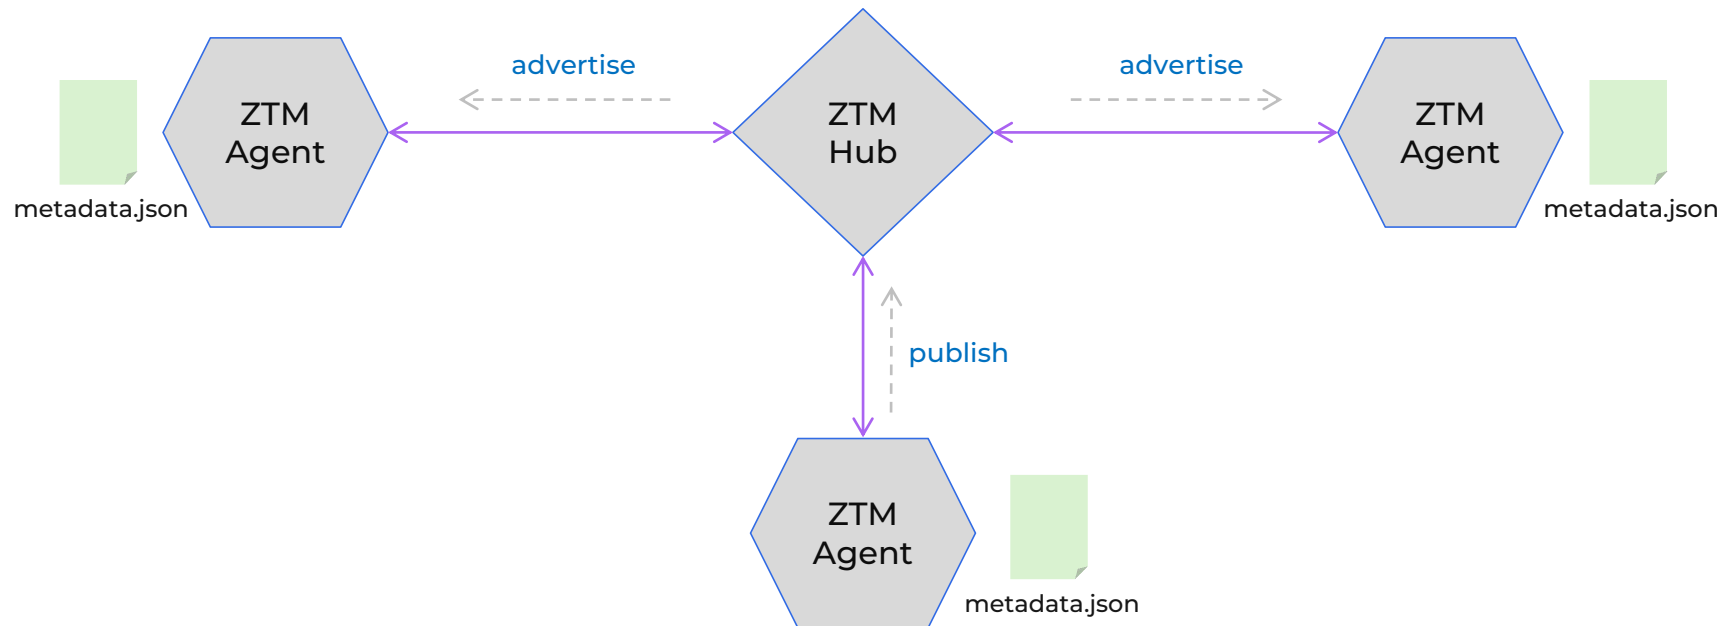 advertise
advertise
ZTM
Agent
ZTM
Hub
ZTM
Agent
metadata.json
metadata.json
publish
ZTM
Agent
metadata.json